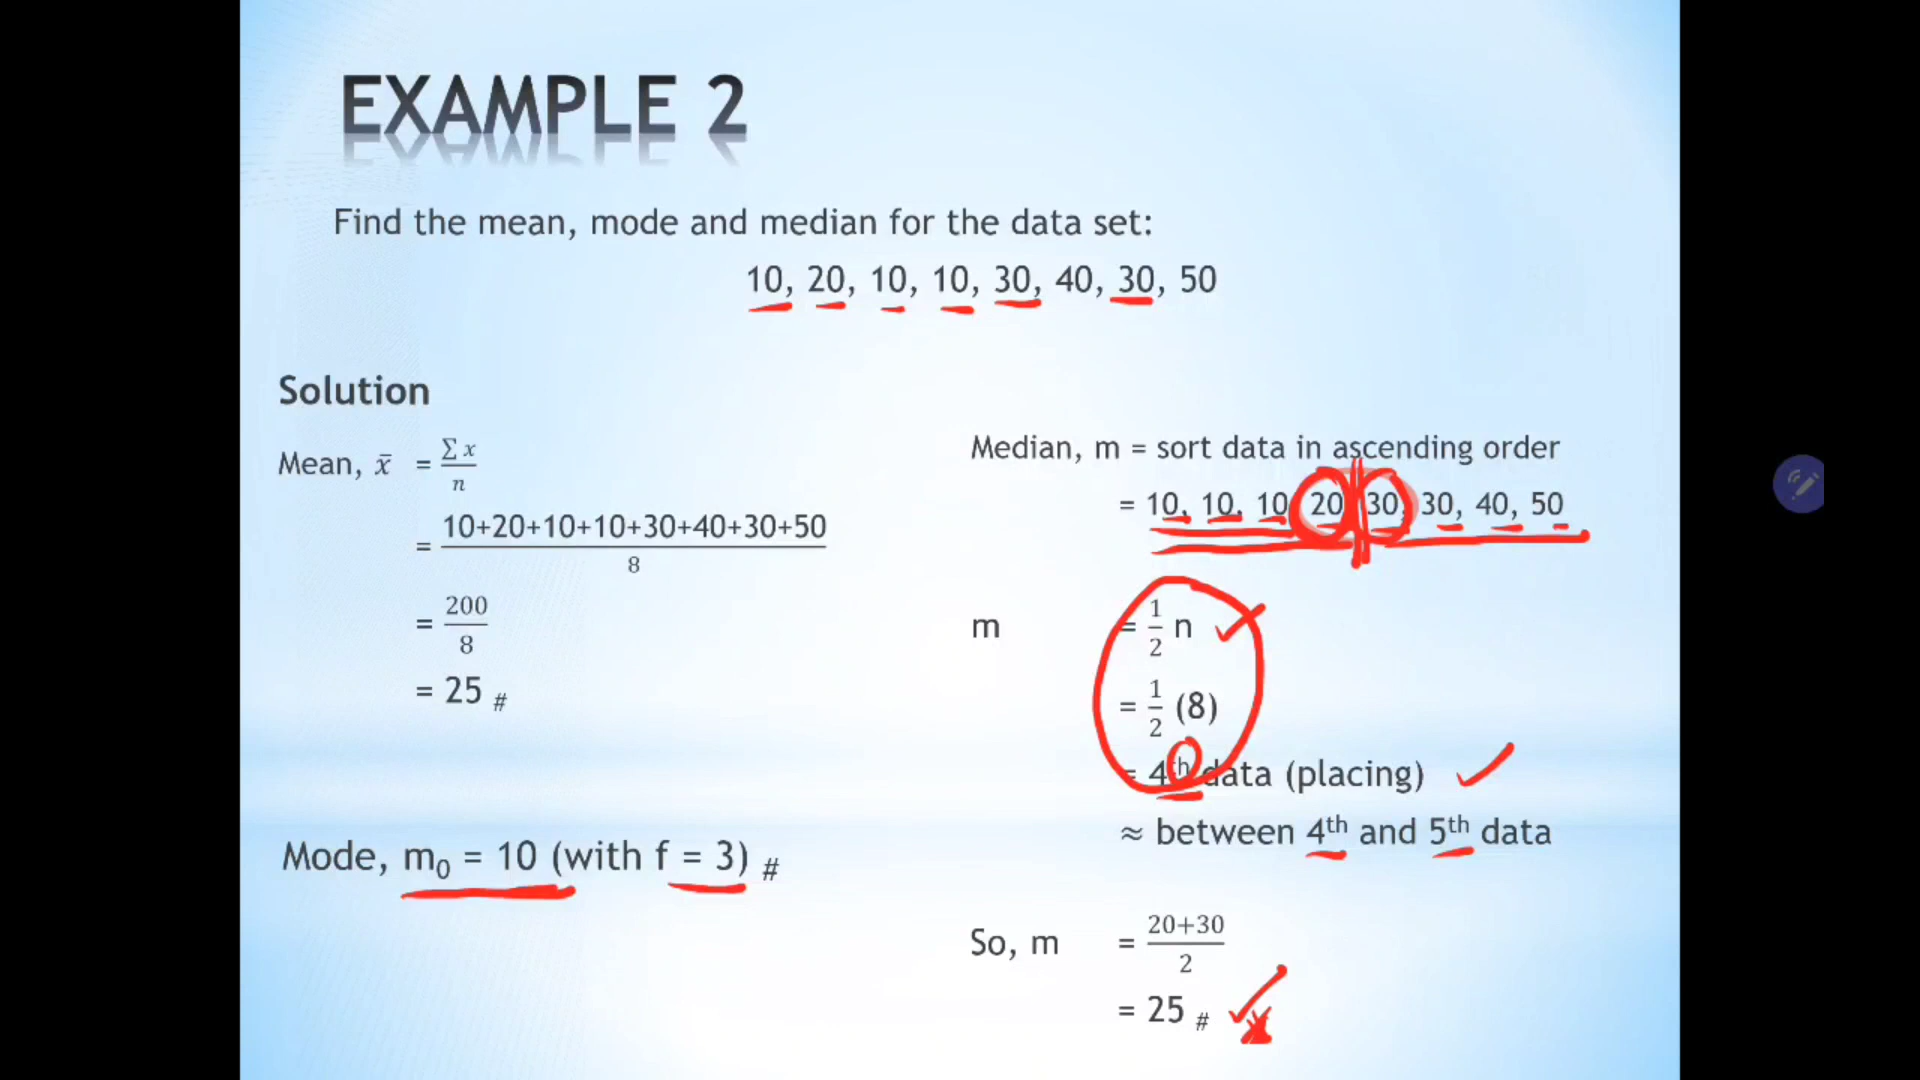 EXAMPLE 2
Find the mean, mode and median for the data set:
10, 20, 10, 10, 30, 40, 30, 50
Solution
Mean, x̄ = ∑x/n
= 10+20+10+10+30+40+30+50/8
= 200/8
= 25 #
Mode, m₀ = 10 (with f = 3) #
Median, m = sort data in ascending order
= 10, 10, 10, 20, 30, 30, 40, 50
m = 1/2 n
= 1/2 (8)
= 4th data (placing)
≈ between 4th and 5th data
So, m = 20+30/2
= 25 #